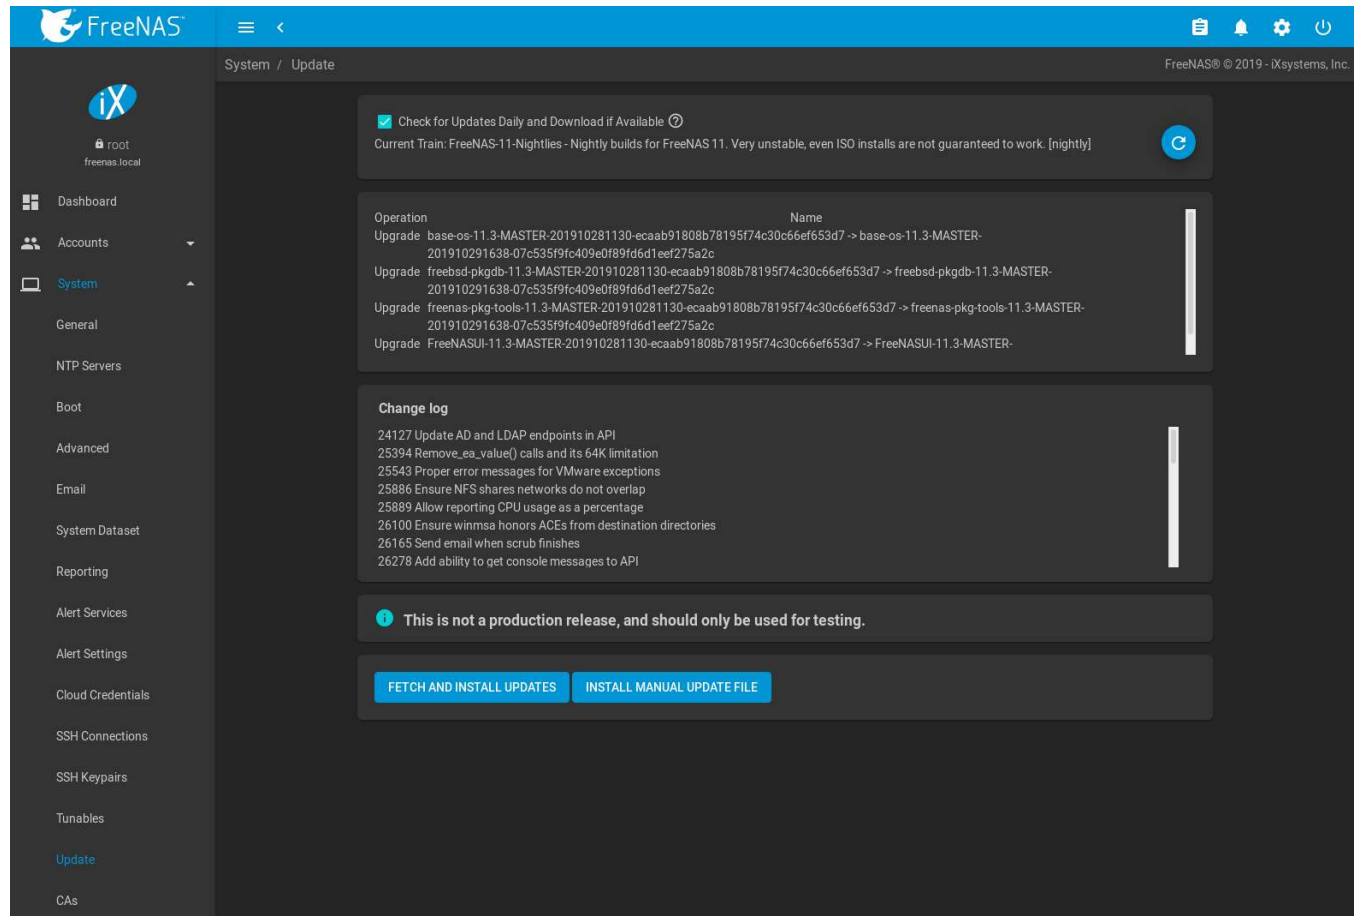 FreeNAS™
System / Update
FreeNAS® © 2019 - iXsystems, Inc.
iX
root
freenas.local
Dashboard
Accounts
System
General
NTP Servers
Boot
Advanced
Email
System Dataset
Reporting
Alert Services
Alert Settings
Cloud Credentials
SSH Connections
SSH Keypairs
Tunables
Update
CAs
Check for Updates Daily and Download if Available
Current Train: FreeNAS-11-Nightlies - Nightly builds for FreeNAS 11. Very unstable, even ISO installs are not guaranteed to work. [nightly]
Operation Name
Upgrade base-os-11.3-MASTER-201910281130-ecaab91808b78195f74c30c66ef653d7 -> base-os-11.3-MASTER-
201910291638-07c535f9fc409e0f89fd6d1eef275a2c
Upgrade freebsd-pkgdb-11.3-MASTER-201910281130-ecaab91808b78195f74c30c66ef653d7 -> freebsd-pkgdb-11.3-MASTER-
201910291638-07c535f9fc409e0f89fd6d1eef275a2c
Upgrade freenas-pkg-tools-11.3-MASTER-201910281130-ecaab91808b78195f74c30c66ef653d7 -> freenas-pkg-tools-11.3-MASTER-
201910291638-07c535f9fc409e0f89fd6d1eef275a2c
Upgrade FreeNASUI-11.3-MASTER-201910281130-ecaab91808b78195f74c30c66ef653d7 -> FreeNASUI-11.3-MASTER-
Change log
24127 Update AD and LDAP endpoints in API
25394 Remove_ea_value() calls and its 64K limitation
25543 Proper error messages for VMware exceptions
25886 Ensure NFS shares networks do not overlap
25889 Allow reporting CPU usage as a percentage
26100 Ensure winmsa honors ACEs from destination directories
26165 Send email when scrub finishes
26278 Add ability to get console messages to API
This is not a production release, and should only be used for testing.
FETCH AND INSTALL UPDATES
INSTALL MANUAL UPDATE FILE